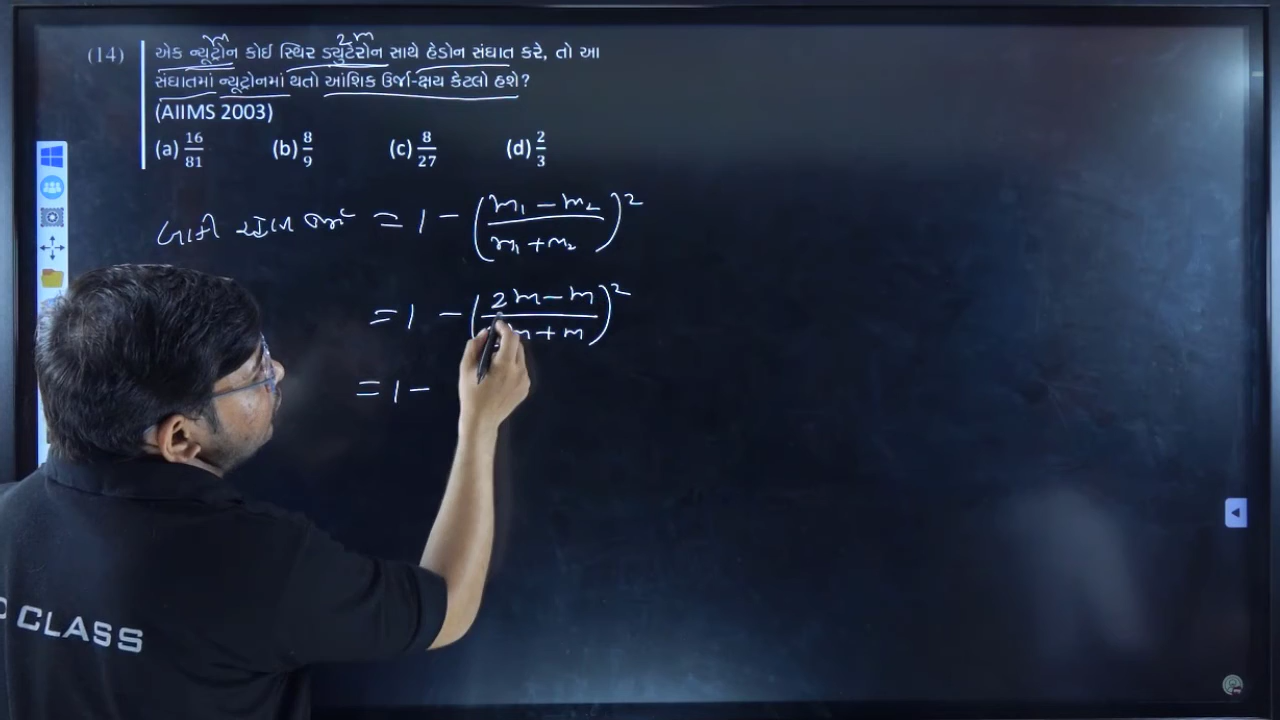 m 2m
(14) એક ન્યૂટ્રોન કોઈ સ્થિર ડ્યુટેરોન સાથે હેડોન સંઘાત કરે, તો આ
સંઘાતમાં ન્યૂટ્રોનમાં થતો આંશિક ઉર્જા-ક્ષય કેટલો હશે?
(AIIMS 2003)
(a) 16/81 (b) 8/9 (c) 8/27 (d) 2/3
= 1 - ((m₁ - m₂)/(m₁ + m₂))²
= 1 - ((2m - m)/( m + m))²
= 1 -
CLASS